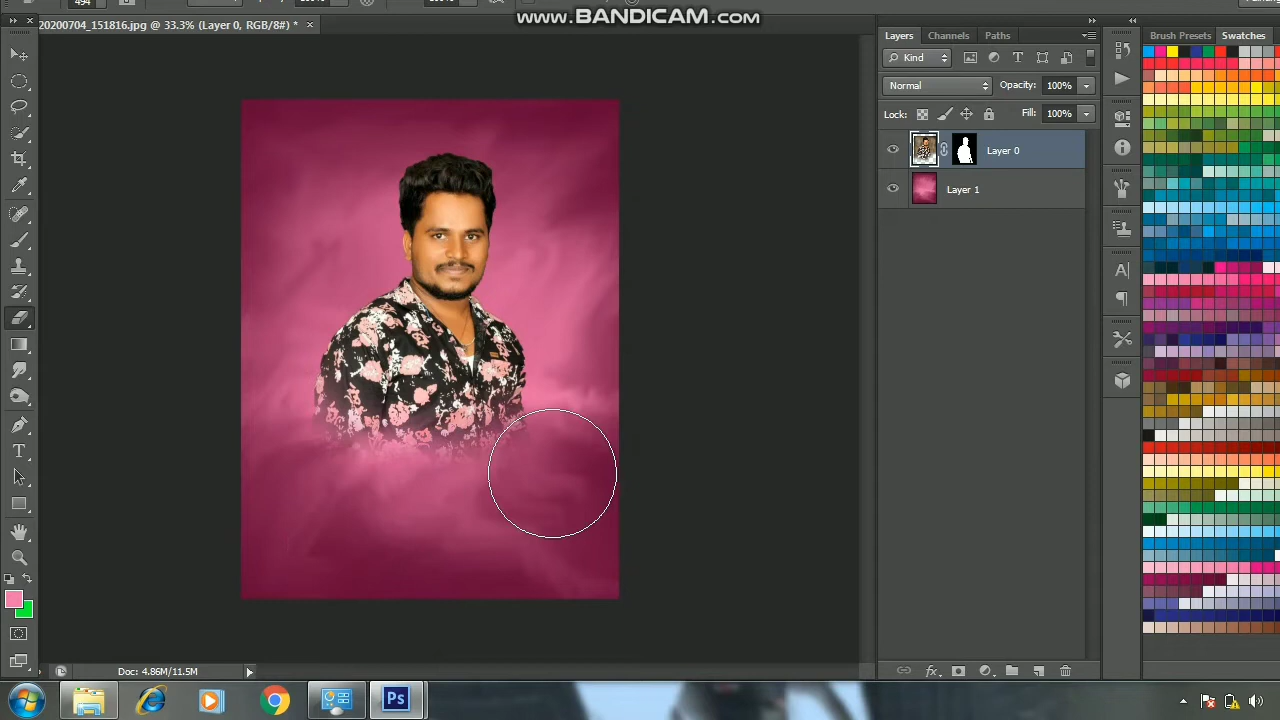 www.BANDICAM.com
20200704_151816.jpg @ 33.3% (Layer 0, RGB/8#) * ×
Layers Channels Paths
Brush Presets Swatches
Kind
Normal Opacity: 100%
Lock: Fill: 100%
Layer 0
Layer 1
Doc: 4.86M/11.5M
Ps